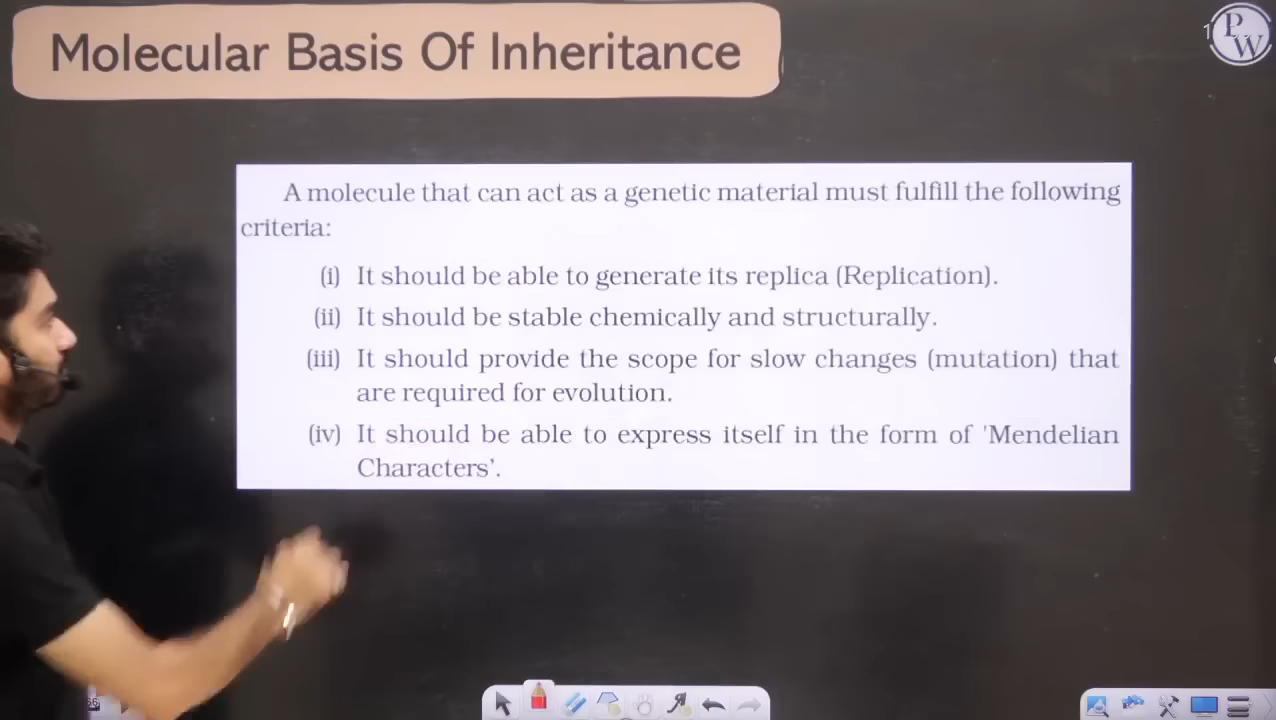 Molecular Basis Of Inheritance
PW
A molecule that can act as a genetic material must fulfill the following
criteria:
(i) It should be able to generate its replica (Replication).
(ii) It should be stable chemically and structurally.
(iii) It should provide the scope for slow changes (mutation) that
are required for evolution.
(iv) It should be able to express itself in the form of 'Mendelian
Characters'.